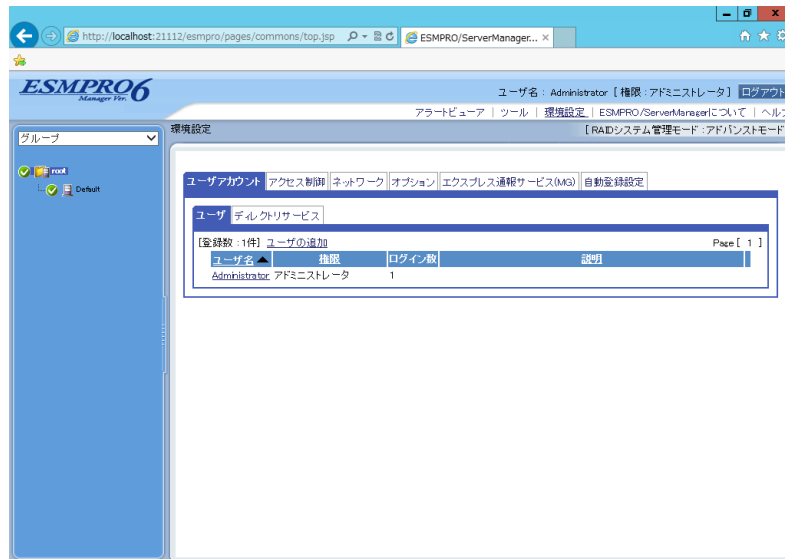 http://localhost:21112/esmpro/pages/commons/top.jsp
ESMPRO/ServerManager...
ESMPRO6
Manager Ver.
ユーザ名 : Administrator [ 権限 : アドミニストレータ ] ログアウト
アラートビューア | ツール | 環境設定 | ESMPRO/ServerManagerについて | ヘル
グループ
環境設定
[ RAIDシステム管理モード : アドバンストモード
root
Default
ユーザアカウント アクセス制御 ネットワーク オプション エクスプレス通報サービス(MG) 自動登録設定
ユーザ ディレクトリサービス
[登録数 : 1件] ユーザの追加 Page [ 1 ]
ユーザ名 権限 ログイン数 説明
Administrator アドミニストレータ 1